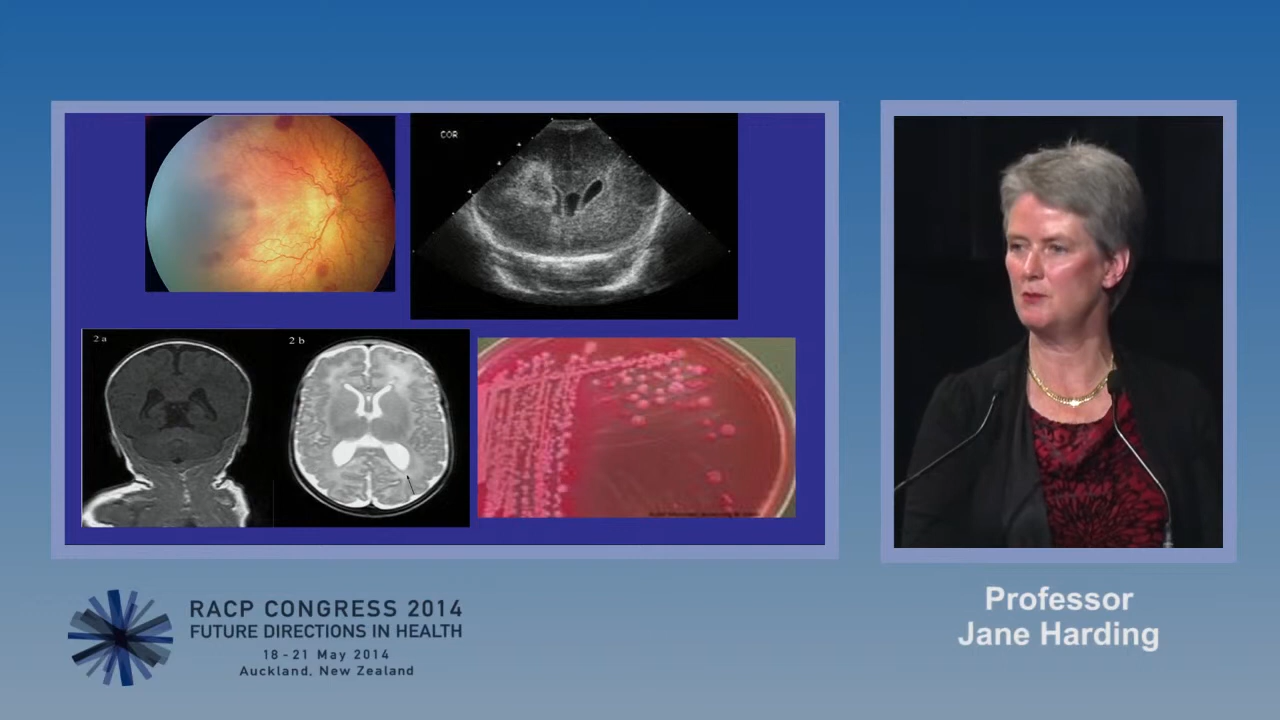 COR
2 a
2 b
RACP CONGRESS 2014
FUTURE DIRECTIONS IN HEALTH
18 - 21 May 2014
Auckland, New Zealand
Professor
Jane Harding